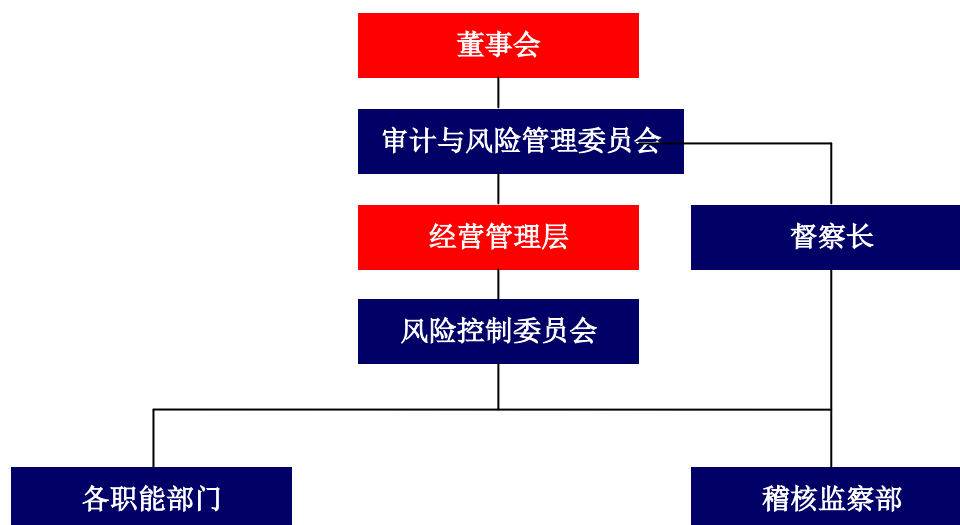 董事会
审计与风险管理委员会
经营管理层
督察长
风险控制委员会
各职能部门
稽核监察部